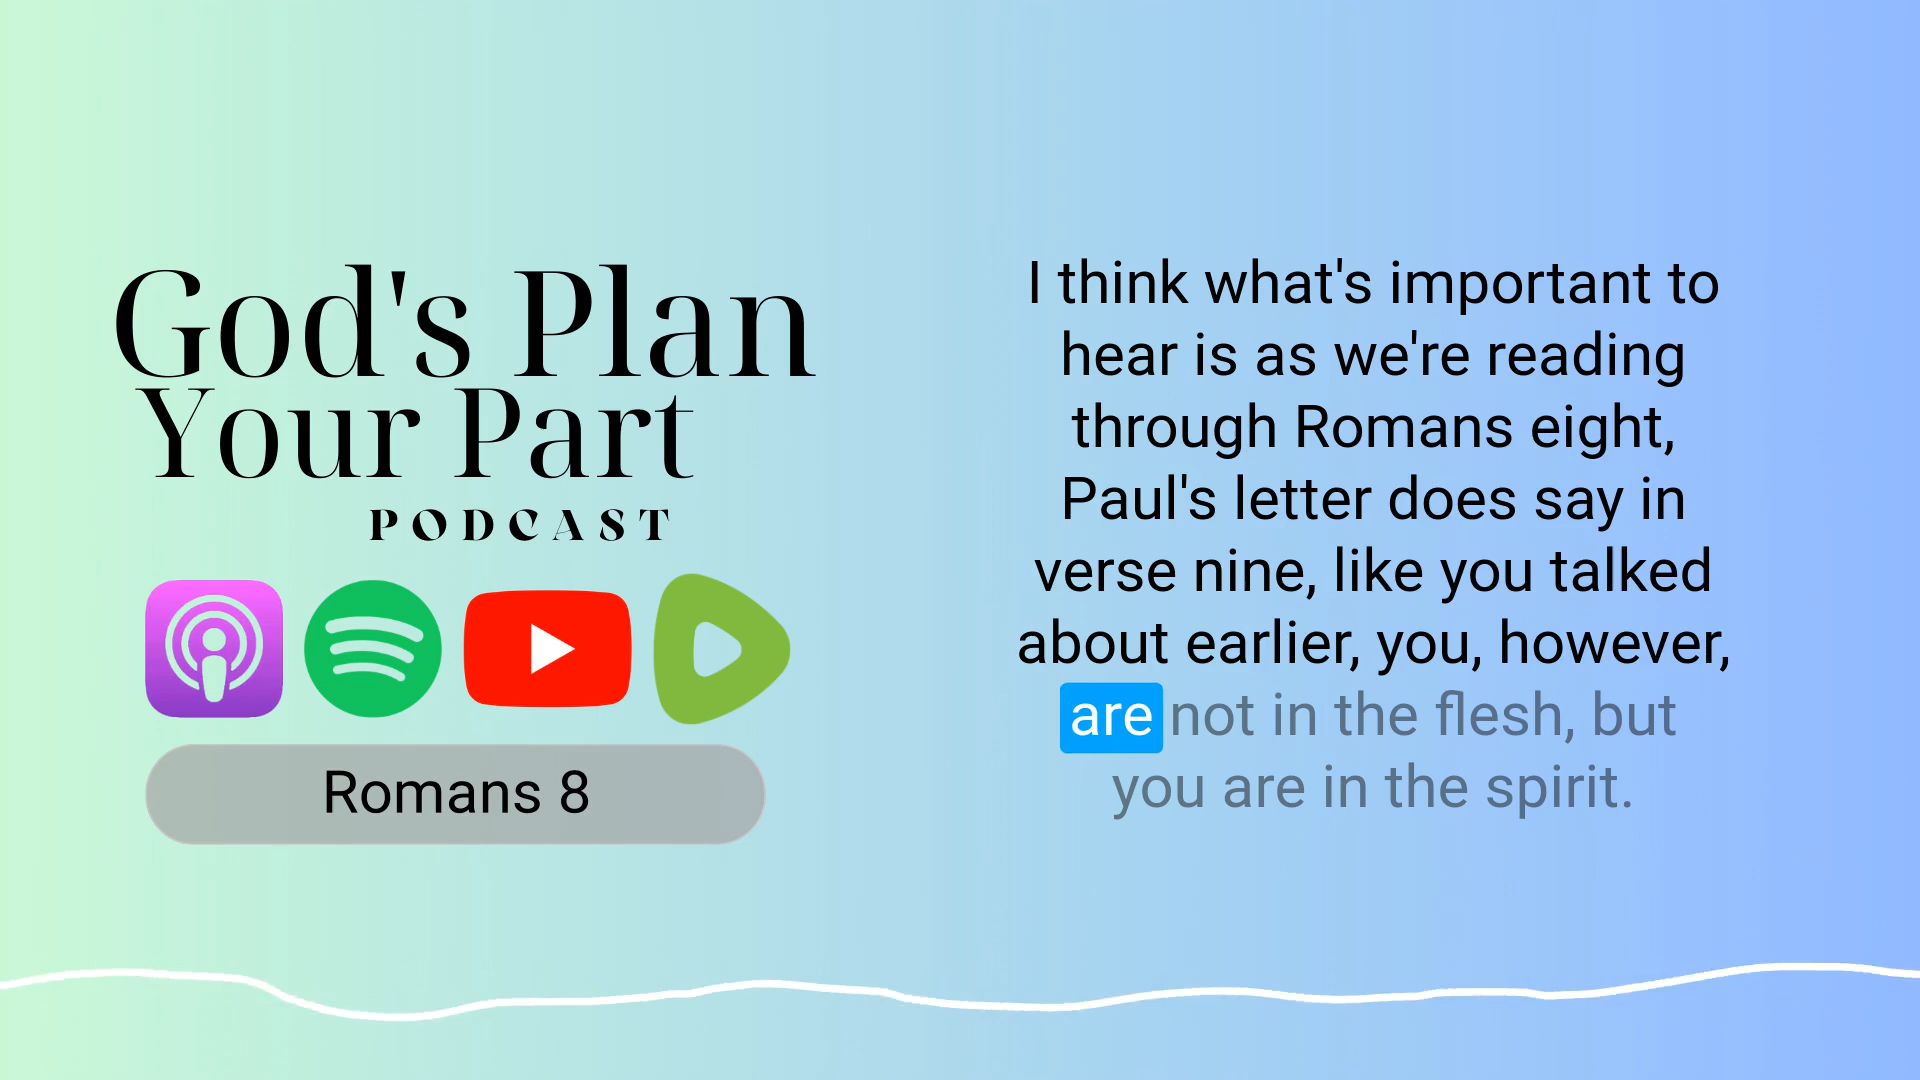 God's Plan
Your Part
PODCAST
Romans 8
I think what's important to
hear is as we're reading
through Romans eight,
Paul's letter does say in
verse nine, like you talked
about earlier, you, however,
are not in the flesh, but
you are in the spirit.